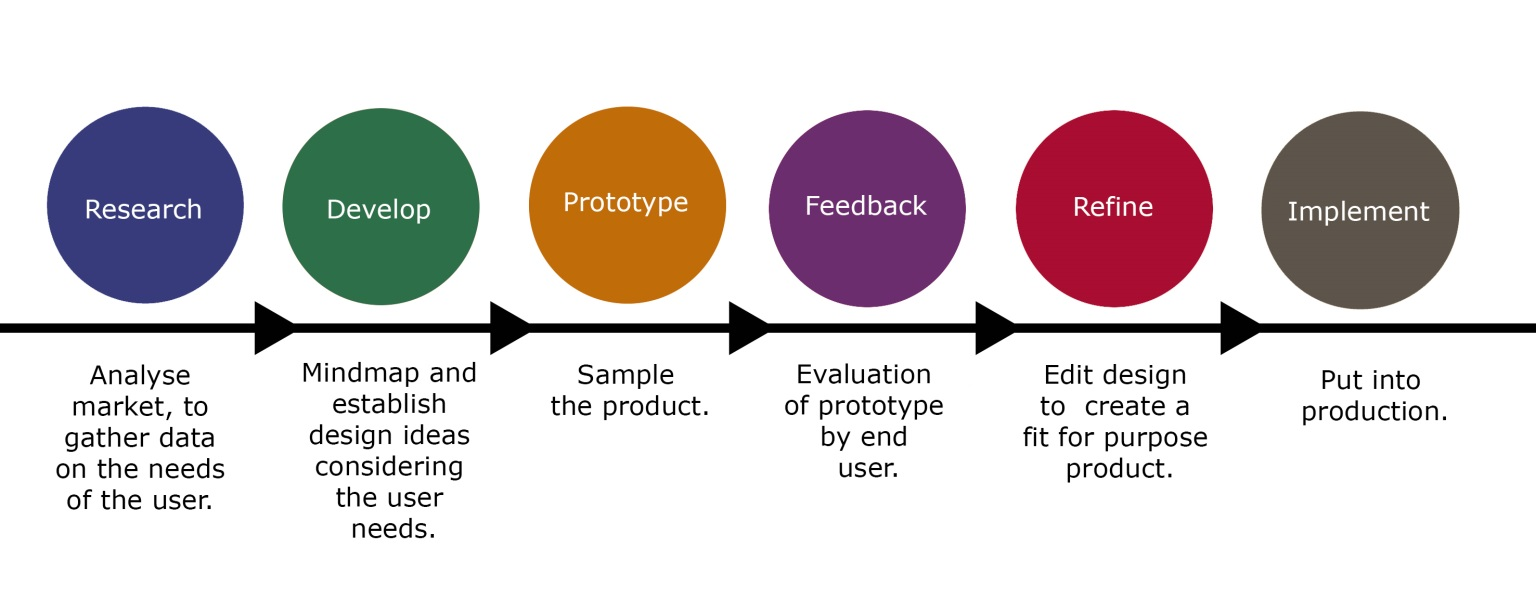 Research
Develop
Prototype
Feedback
Refine
Implement
Analyse
market, to
gather data
on the needs
of the user.
Mindmap and
establish
design ideas
considering
the user
needs.
Sample
the product.
Evaluation
of prototype
by end
user.
Edit design
to  create a
fit for purpose
product.
Put into
production.